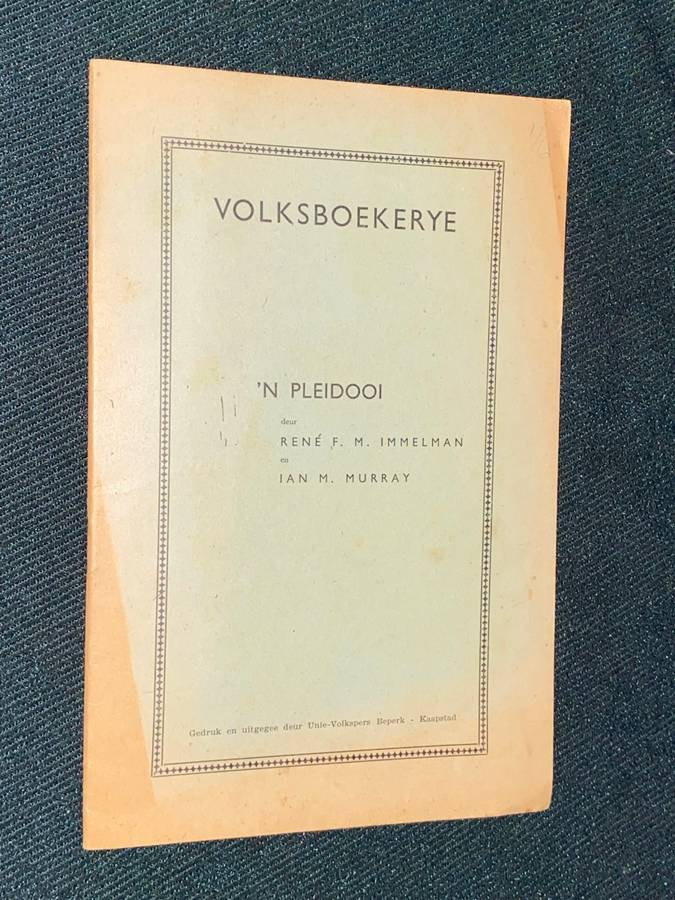 VOLKSBOEKERYE
'N PLEIDOOI
deur
RENÉ F. M. IMMELMAN
en
IAN M. MURRAY
Gedruk en uitgegee deur Unie-Volkspers Beperk - Kaapstad